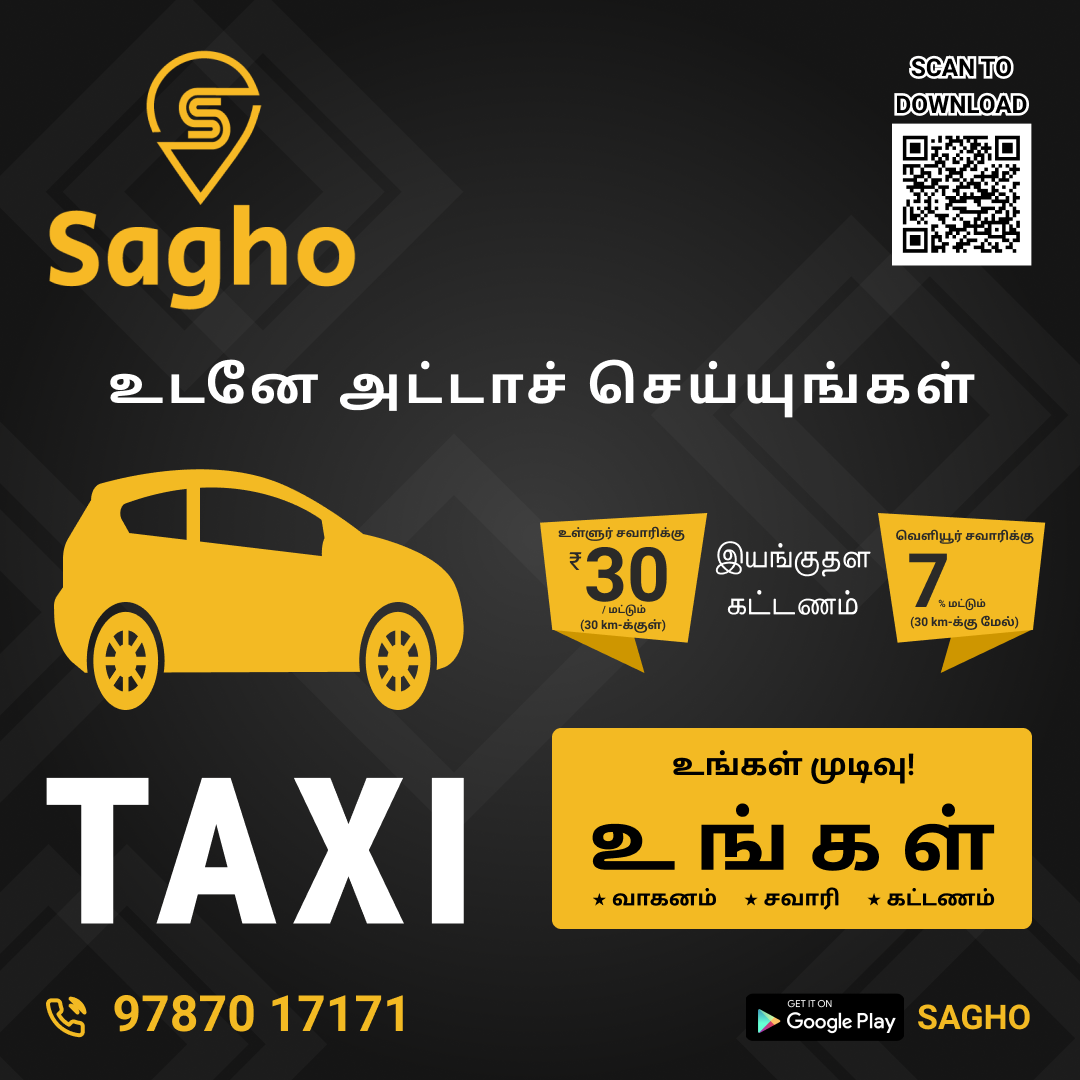 Sagho
SCAN TO
DOWNLOAD
உடனே அட்டாச் செய்யுங்கள்
உள்ளுர் சவாரிக்கு
₹30
/ மட்டும்
(30 km-க்குள்)
இயங்குதள
கட்டணம்
வெளியூர் சவாரிக்கு
7
% மட்டும்
(30 km-க்கு மேல்)
TAXI
உங்கள் முடிவு!
உங்கள்
★ வாகனம் ★ சவாரி ★ கட்டணம்
97870 17171
GET IT ON
Google Play
SAGHO